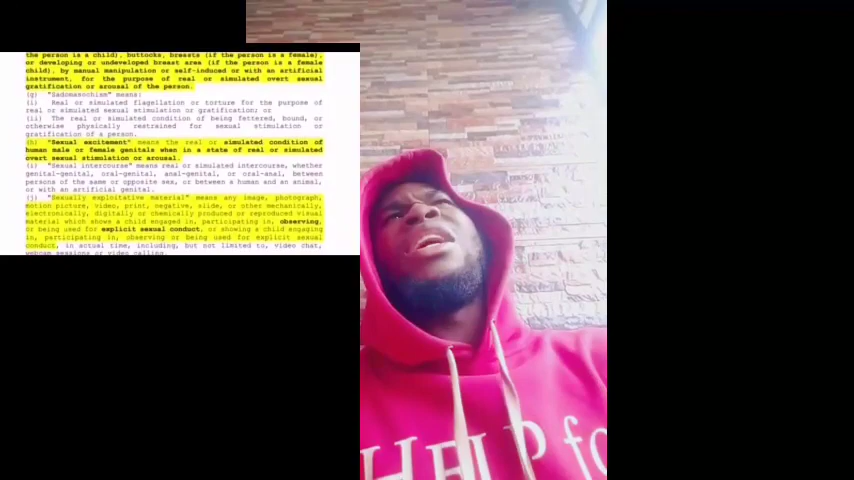 the person is a child), buttocks, breasts (if the person is a female),
or developing or undeveloped breast area (if the person is a female
child), by manual manipulation or self-induced or with an artificial
instrument, for the purpose of real or simulated overt sexual
gratification or arousal of the person.
(g) "Sadomasochism" means:
(i) Real or simulated flagellation or torture for the purpose of
real or simulated sexual stimulation or gratification; or
(ii) The real or simulated condition of being fettered, bound, or
otherwise physically restrained for sexual stimulation or
gratification of a person.
(h) "Sexual excitement" means the real or simulated condition of
human male or female genitals when in a state of real or simulated
overt sexual stimulation or arousal.
(i) "Sexual intercourse" means real or simulated intercourse, whether
genital-genital, oral-genital, anal-genital, or oral-anal, between
persons of the same or opposite sex, or between a human and an animal,
or with an artificial genital.
(j) "Sexually exploitative material" means any image, photograph,
motion picture, video, print, negative, slide, or other mechanically,
electronically, digitally or chemically produced or reproduced visual
material which shows a child engaged in, participating in, observing,
or being used for explicit sexual conduct, or showing a child engaging
in, participating in, observing or being used for explicit sexual
conduct, in actual time, including, but not limited to, video chat,
webcam sessions or video calling.
HELP fo